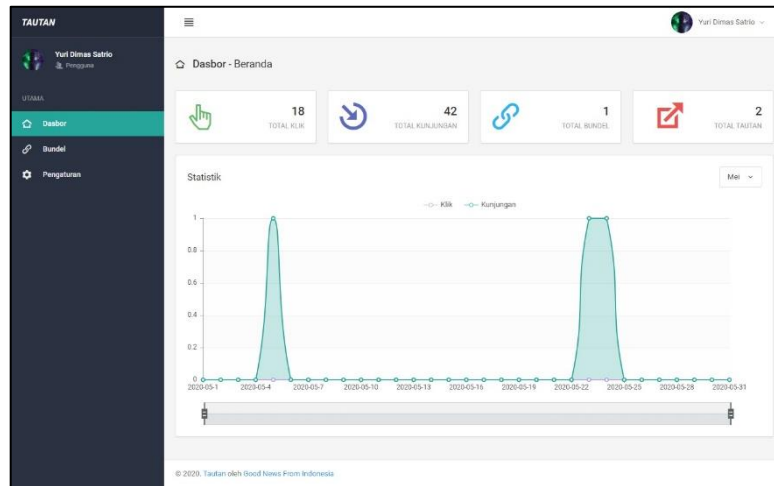 TAUTAN
Yuri Dimas Satrio
Yuri Dimas Satrio
Pengguna
Dasbor - Beranda
UTAMA
Dasbor
Bundel
Pengaturan
18
TOTAL KLIK
42
TOTAL KUNJUNGAN
1
TOTAL BUNDEL
2
TOTAL TAUTAN
Statistik
Mei
Klik
Kunjungan
1
0.8
0.6
0.4
0.2
0
2020-05-1
2020-05-4
2020-05-7
2020-05-10
2020-05-13
2020-05-16
2020-05-19
2020-05-22
2020-05-25
2020-05-28
2020-05-31
© 2020. Tautan oleh Good News From Indonesia